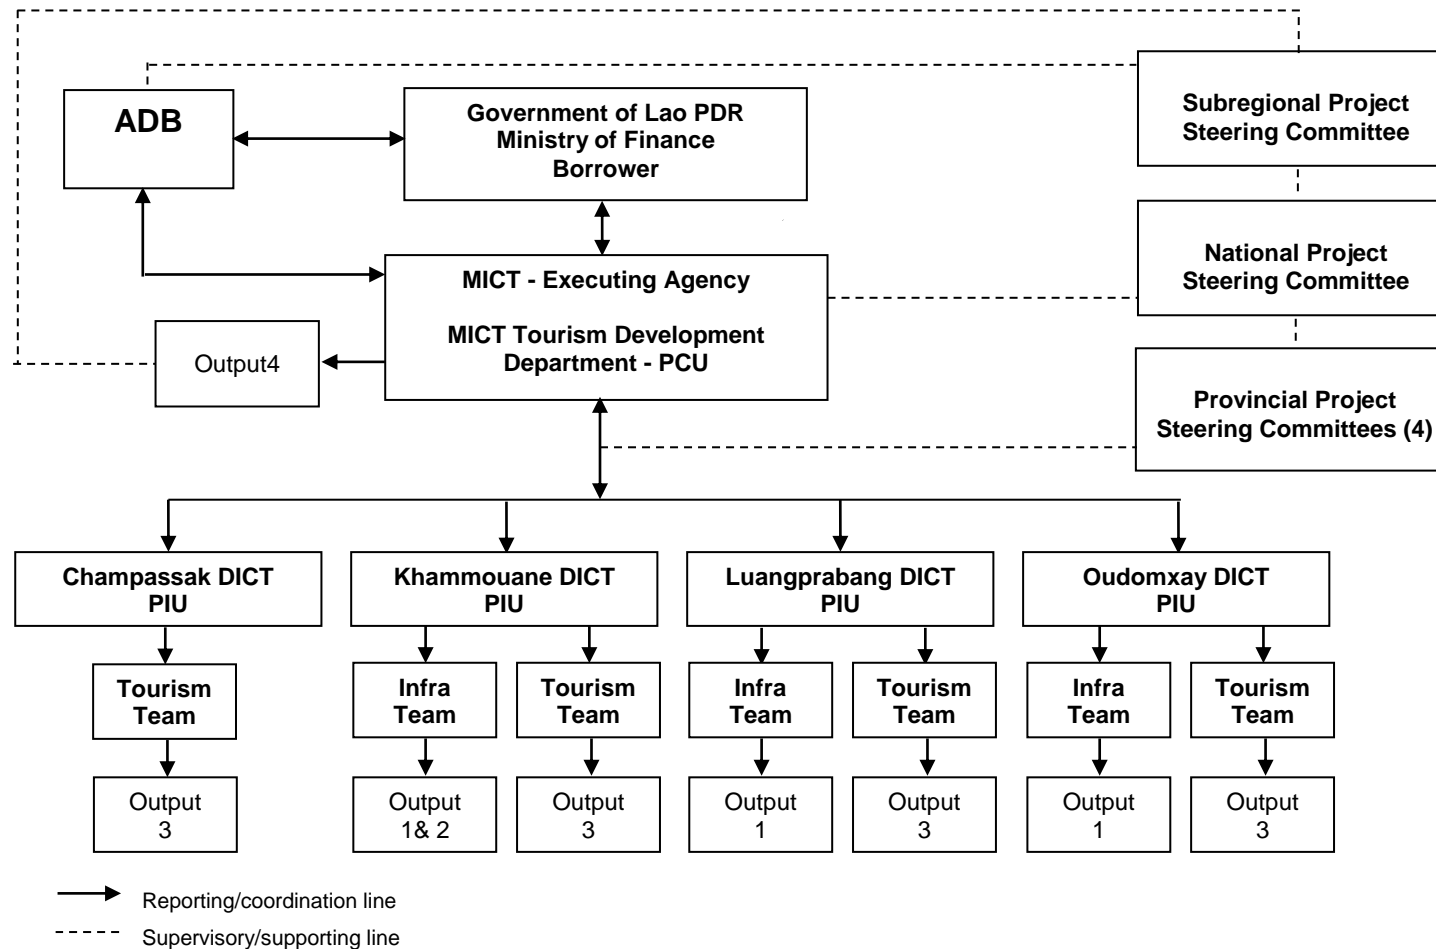 ADB
Government of Lao PDR
Ministry of Finance
Borrower
Subregional Project
Steering Committee
MICT - Executing Agency
MICT Tourism Development
Department - PCU
National Project
Steering Committee
Output4
Provincial Project
Steering Committees (4)
Champassak DICT
PIU
Khammouane DICT
PIU
Luangprabang DICT
PIU
Oudomxay DICT
PIU
Tourism
Team
Infra
Team
Tourism
Team
Infra
Team
Tourism
Team
Infra
Team
Tourism
Team
Output
3
Output
1& 2
Output
3
Output
1
Output
3
Output
1
Output
3
Reporting/coordination line
Supervisory/supporting line